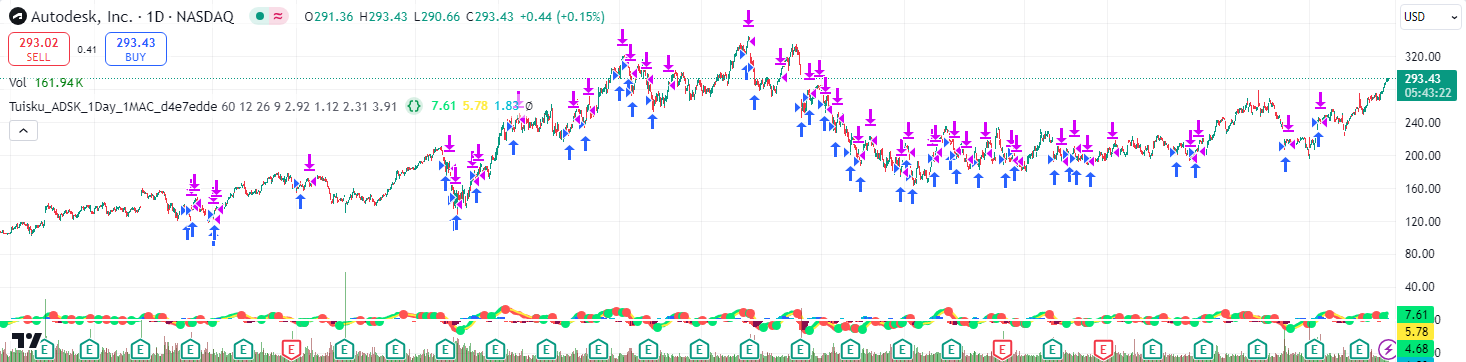 Autodesk, Inc. · 1D · NASDAQ O291.36 H293.43 L290.66 C293.43 +0.44 (+0.15%)
USD
293.02 0.41 293.43
SELL BUY
Vol 161.94 K
Tuisku_ADSK_1Day_1MAC_d4e7edde 60 12 26 9 2.92 1.12 2.31 3.91 7.61 5.78 1.83 Ø
320.00
293.43
05:43:22
240.00
200.00
160.00
120.00
80.00
40.00
7.61
0
5.78
4.68
E E E E E E E E E E E E E E E E E E E E E E E E E E E